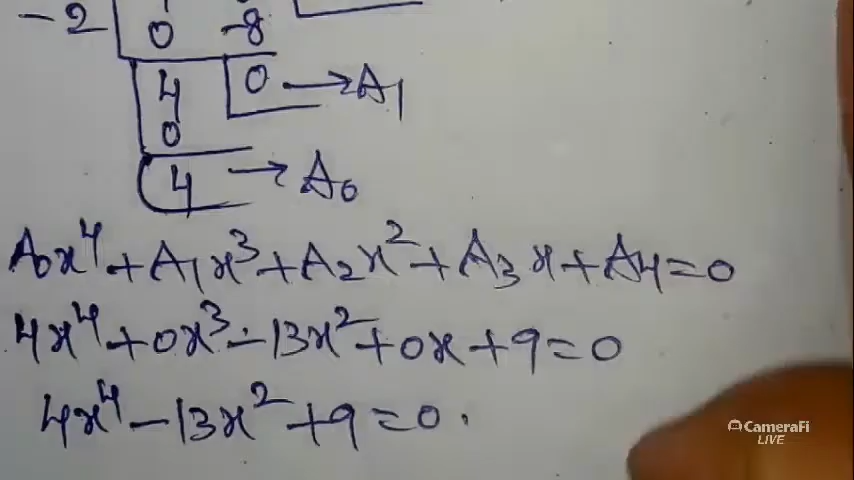 -2 0 -8
4 0 → A₁
0
4 → A₀
A₀x⁴ + A₁x³ + A₂x² + A₃x + A₄ = 0
4x⁴ + 0x³ - 13x² + 0x + 9 = 0
4x⁴ - 13x² + 9 = 0.
CameraFi
LIVE